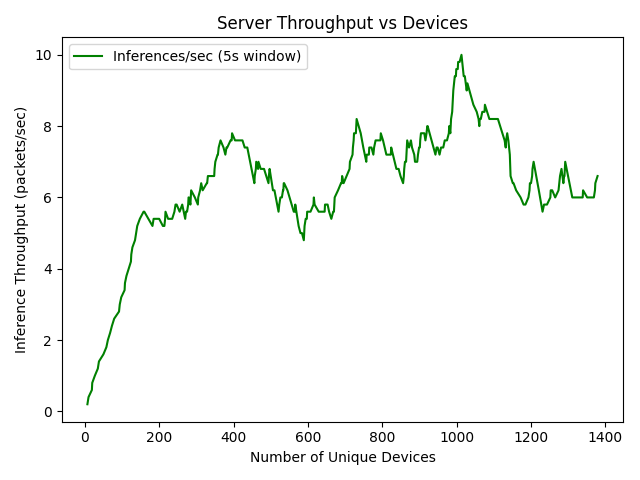 Server Throughput vs Devices
Inferences/sec (5s window)
Inference Throughput (packets/sec)
10
8
6
4
2
0
0 200 400 600 800 1000 1200 1400
Number of Unique Devices